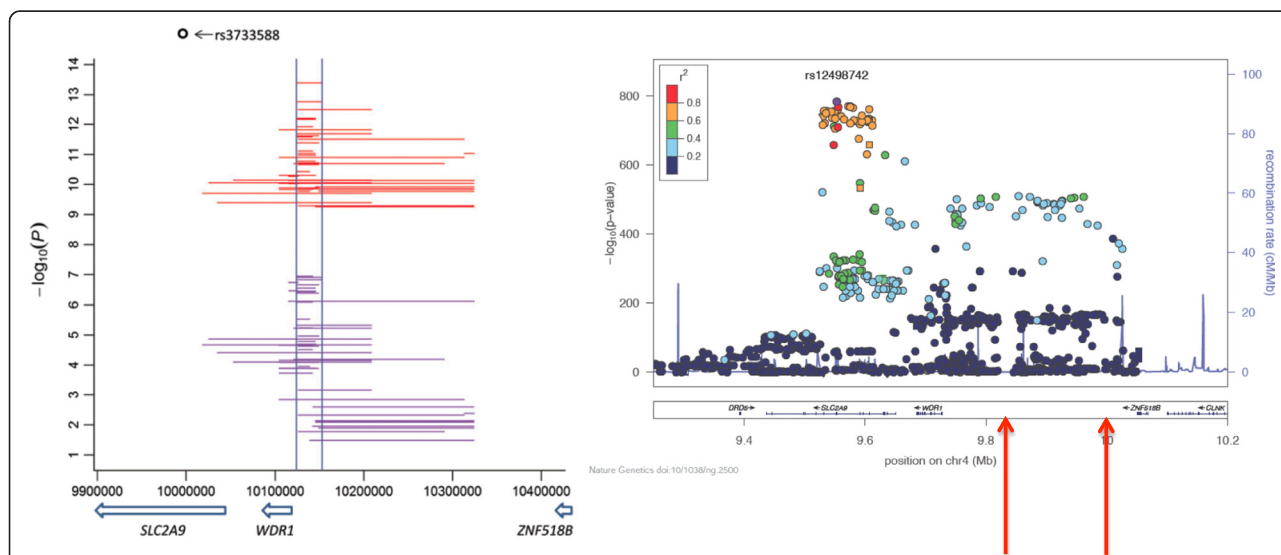 rs3733588
14
13
12
11
10
9
8
7
6
5
4
3
2
1
−log₁₀(P)
9900000 10000000 10100000 10200000 10300000 10400000
SLC2A9 WDR1 ZNF518B
rs12498742
r²
0.8
0.6
0.4
0.2
800
600
400
200
0
−log₁₀(p−value)
100
80
60
40
20
0
recombination rate (cM/Mb)
DRD5 SLC2A9 WDR1 ZNF518B CLNK
9.4 9.6 9.8 10 10.2
position on chr4 (Mb)
Nature Genetics doi:10/1038/ng.2500